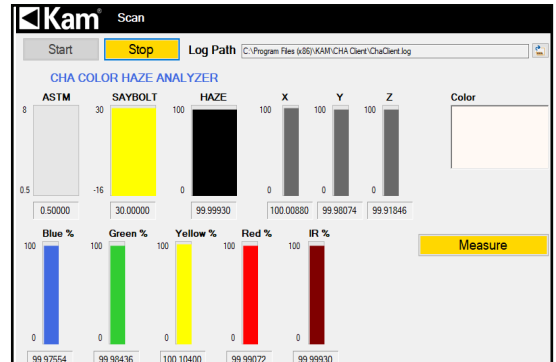 Kam® Scan
Start Stop Log Path C:\Program Files (x86)\KAM\CHA Client\ChaClient.log
CHA COLOR HAZE ANALYZER
ASTM SAYBOLT HAZE X Y Z Color
8 30 100 100 100 100
0.5 -16 0 0 0 0
0.50000 30.00000 99.99930 100.00880 99.98074 99.91846
Blue % Green % Yellow % Red % IR %
Measure
100 100 100 100 100
0 0 0 0 0
99.97554 99.98436 100.10400 99.99072 99.99930